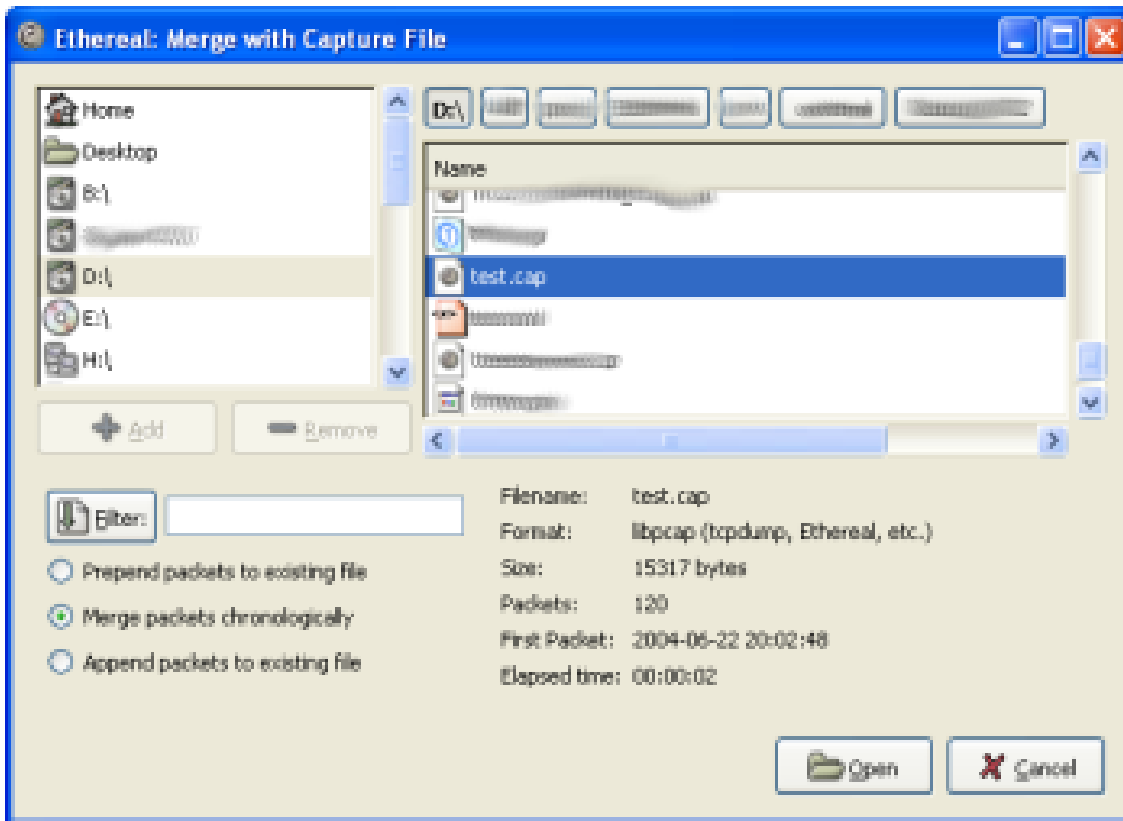 Ethereal: Merge with Capture File
Home
Desktop
B:\
D:\
E:\
H:\
Add
Remove
D:\
Name
test.cap
Filter:
Prepend packets to existing file
Merge packets chronologically
Append packets to existing file
Filename: test.cap
Format: libpcap (tcpdump, Ethereal, etc.)
Size: 15317 bytes
Packets: 120
First Packet: 2004-06-22 20:02:48
Elapsed time: 00:00:02
Open
Cancel